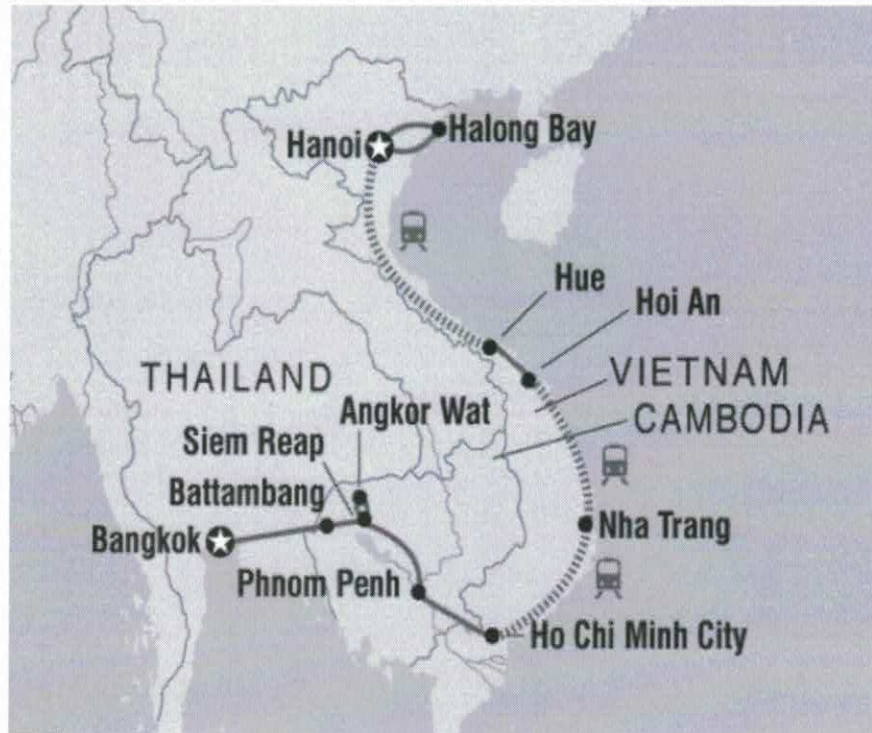 Hanoi
Halong Bay
Hue
Hoi An
THAILAND
VIETNAM
Angkor Wat
CAMBODIA
Siem Reap
Battambang
Bangkok
Nha Trang
Phnom Penh
Ho Chi Minh City